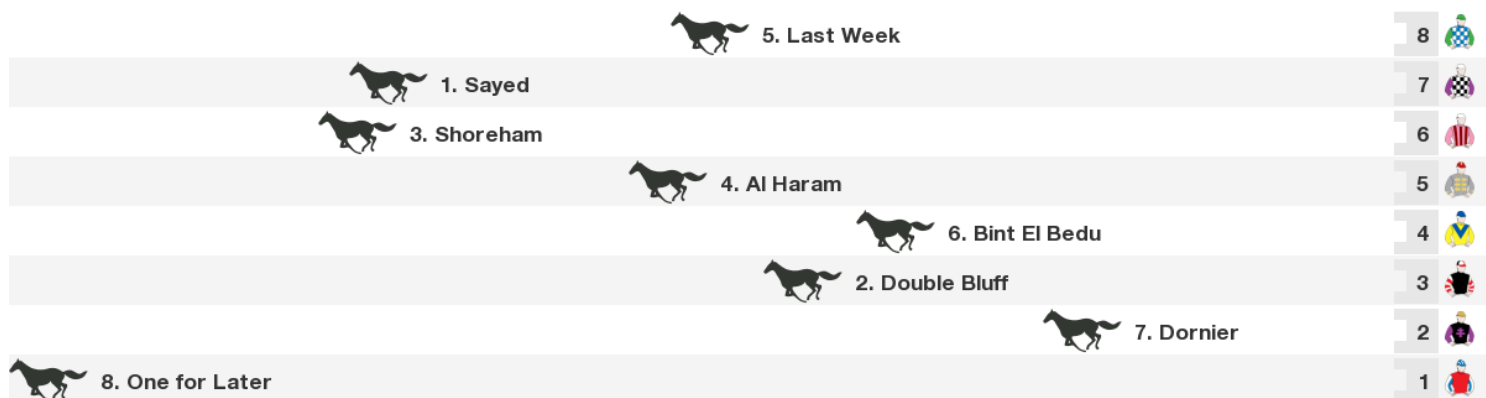 5. Last Week 8
1. Sayed 7
3. Shoreham 6
4. Al Haram 5
6. Bint El Bedu 4
2. Double Bluff 3
7. Dornier 2
8. One for Later 1